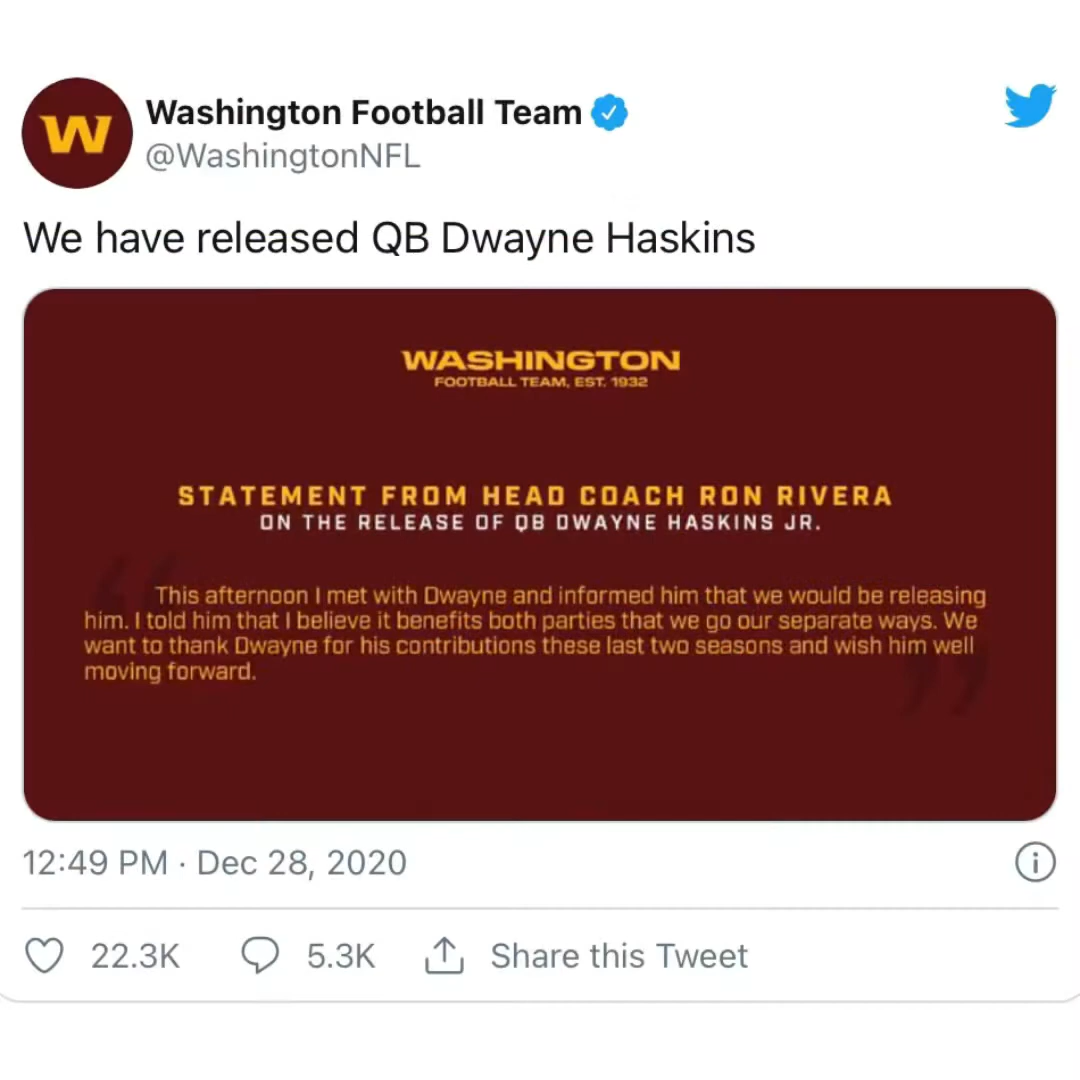 W
Washington Football Team
@WashingtonNFL
We have released QB Dwayne Haskins
WASHINGTON
FOOTBALL TEAM, EST. 1932
STATEMENT FROM HEAD COACH RON RIVERA
ON THE RELEASE OF QB DWAYNE HASKINS JR.
“ This afternoon I met with Dwayne and informed him that we would be releasing
him. I told him that I believe it benefits both parties that we go our separate ways. We
want to thank Dwayne for his contributions these last two seasons and wish him well
moving forward. ”
12:49 PM · Dec 28, 2020
22.3K 5.3K Share this Tweet